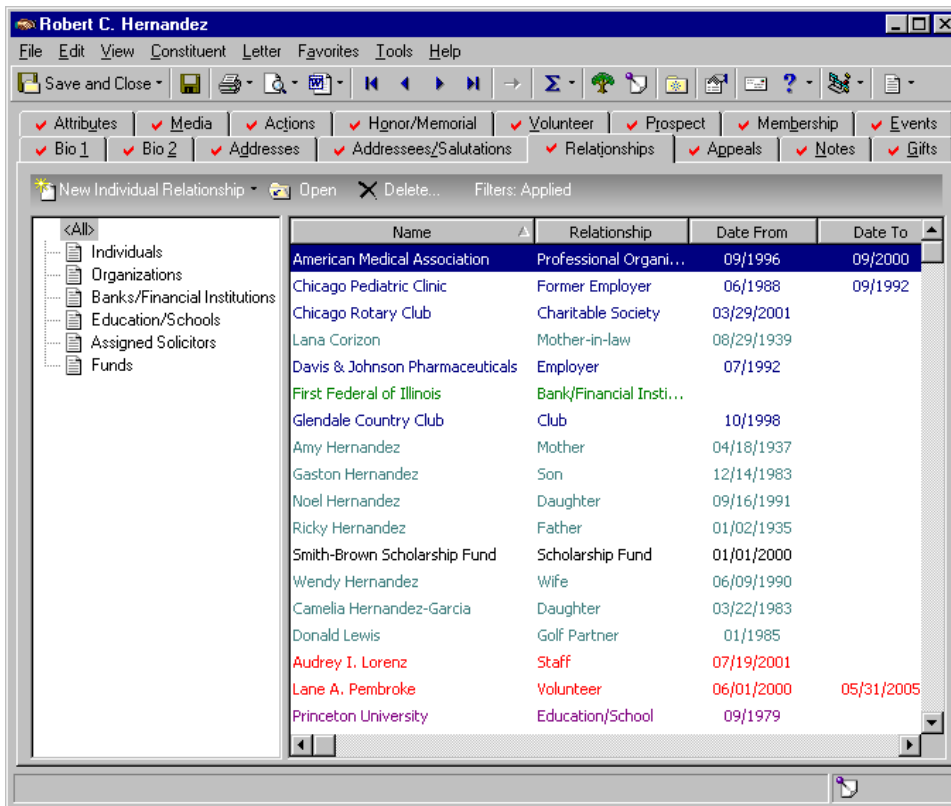 Robert C. Hernandez
File Edit View Constituent Letter Favorites Tools Help
Save and Close
Attributes Media Actions Honor/Memorial Volunteer Prospect Membership Events
Bio 1 Bio 2 Addresses Addressees/Salutations Relationships Appeals Notes Gifts
New Individual Relationship Open Delete... Filters: Applied
<All>
Individuals
Organizations
Banks/Financial Institutions
Education/Schools
Assigned Solicitors
Funds
Name Relationship Date From Date To
American Medical Association Professional Organi... 09/1996 09/2000
Chicago Pediatric Clinic Former Employer 06/1988 09/1992
Chicago Rotary Club Charitable Society 03/29/2001
Lana Corizon Mother-in-law 08/29/1939
Davis & Johnson Pharmaceuticals Employer 07/1992
First Federal of Illinois Bank/Financial Insti...
Glendale Country Club Club 10/1998
Amy Hernandez Mother 04/18/1937
Gaston Hernandez Son 12/14/1983
Noel Hernandez Daughter 09/16/1991
Ricky Hernandez Father 01/02/1935
Smith-Brown Scholarship Fund Scholarship Fund 01/01/2000
Wendy Hernandez Wife 06/09/1990
Camelia Hernandez-Garcia Daughter 03/22/1983
Donald Lewis Golf Partner 01/1985
Audrey I. Lorenz Staff 07/19/2001
Lane A. Pembroke Volunteer 06/01/2000 05/31/2005
Princeton University Education/School 09/1979